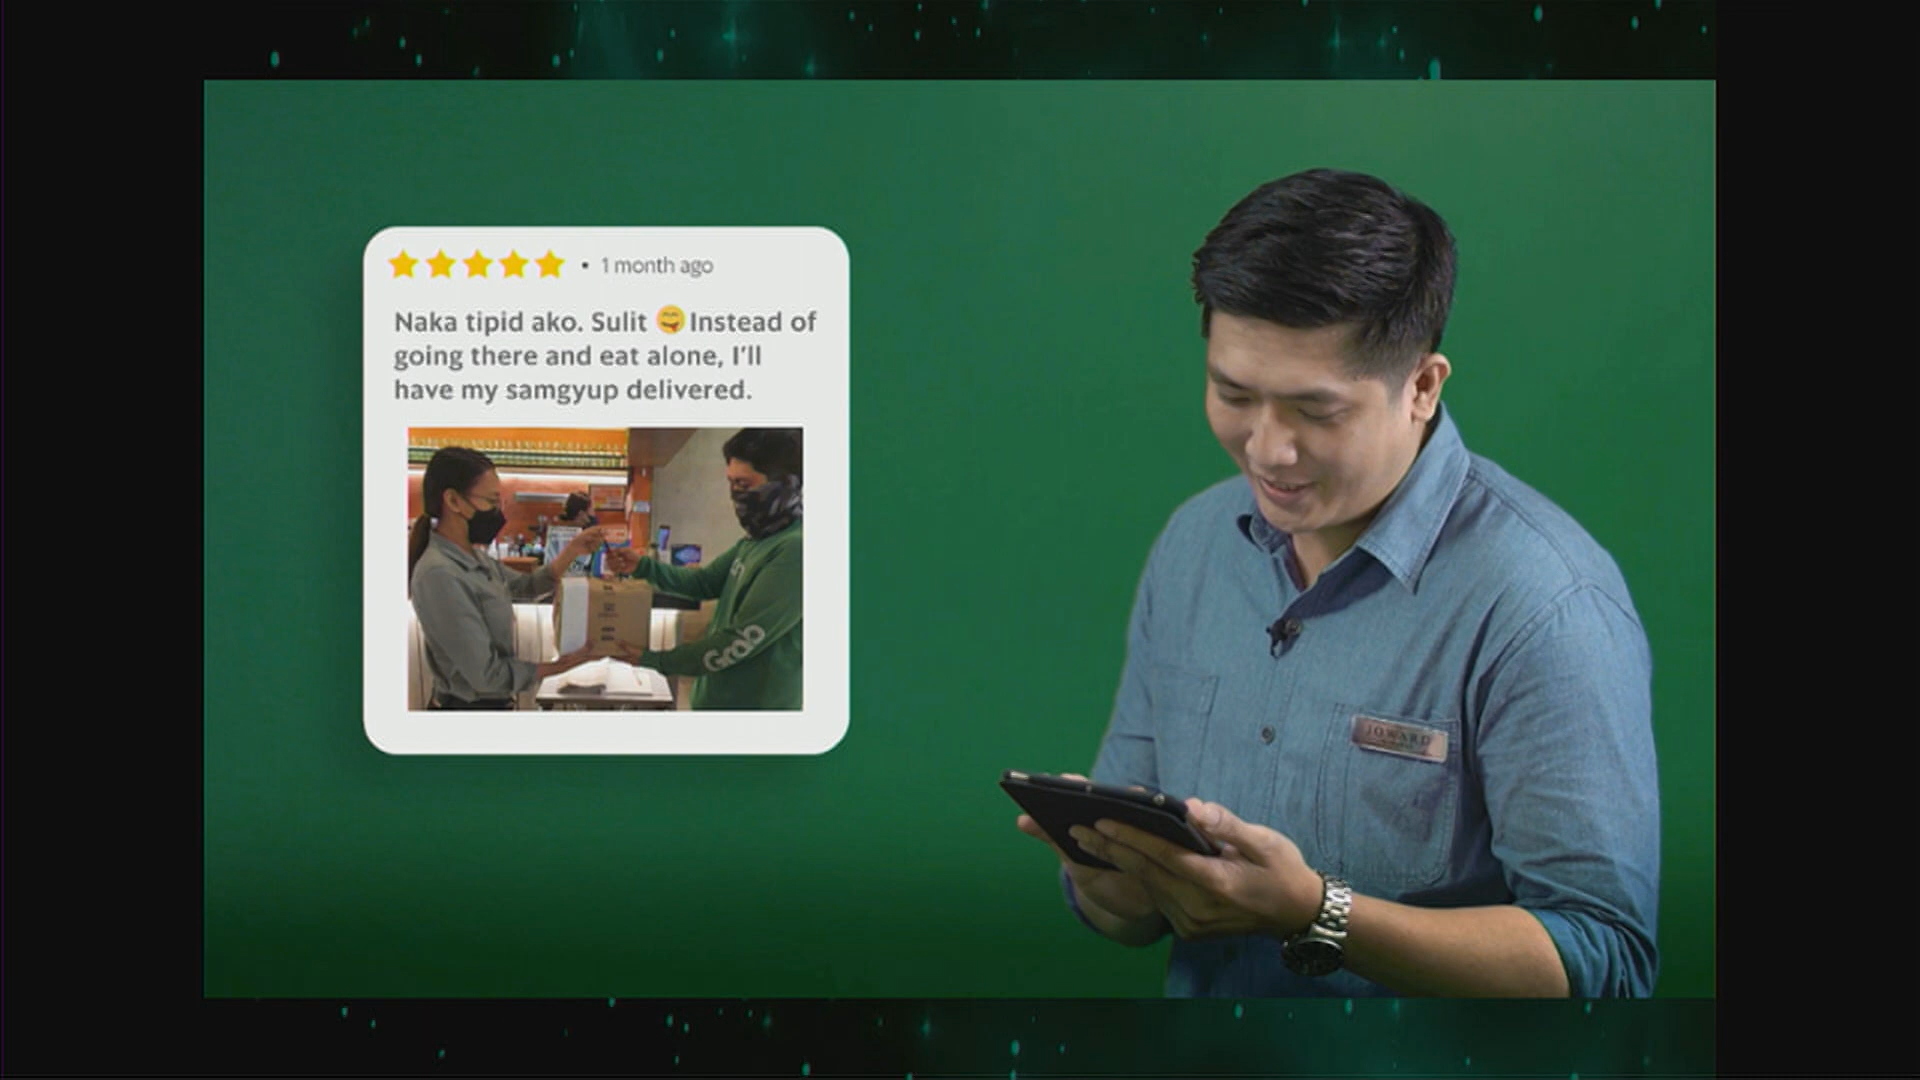 1 month ago
Naka tipid ako. Sulit 😋 Instead of
going there and eat alone, I'll
have my samgyup delivered.
Grab
JOWARD